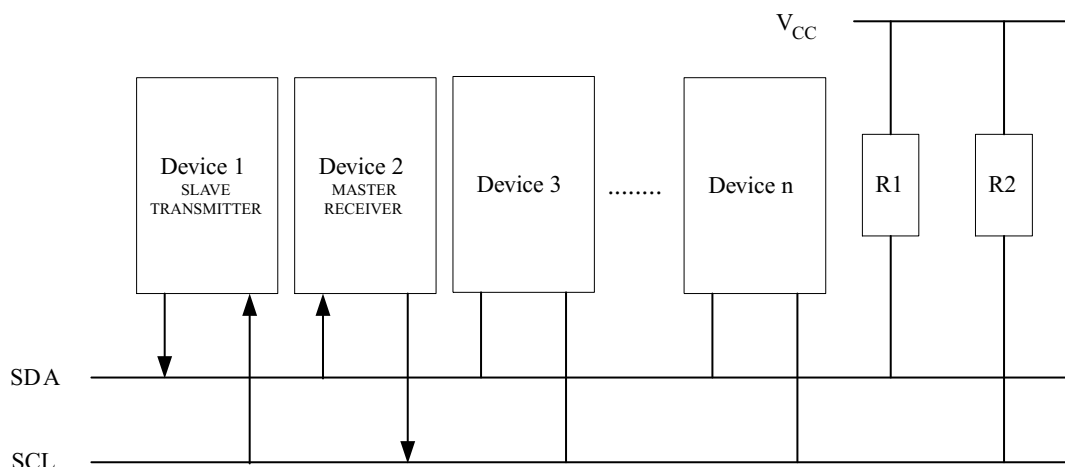 V_CC
Device 1
SLAVE
TRANSMITTER
Device 2
MASTER
RECEIVER
Device 3
........
Device n
R1
R2
SDA
SCL